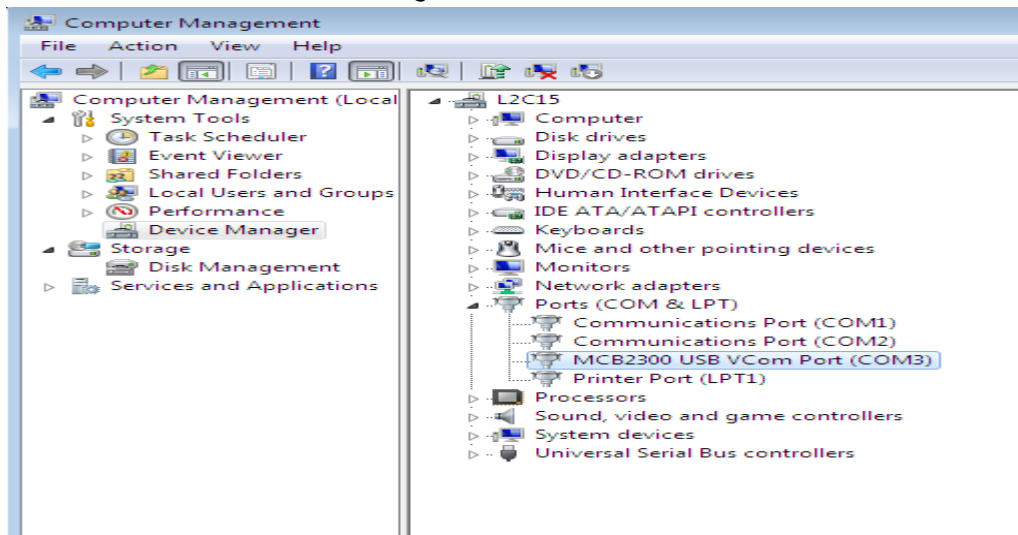 Computer Management
File Action View Help
Computer Management (Local
System Tools
Task Scheduler
Event Viewer
Shared Folders
Local Users and Groups
Performance
Device Manager
Storage
Disk Management
Services and Applications
L2C15
Computer
Disk drives
Display adapters
DVD/CD-ROM drives
Human Interface Devices
IDE ATA/ATAPI controllers
Keyboards
Mice and other pointing devices
Monitors
Network adapters
Ports (COM & LPT)
Communications Port (COM1)
Communications Port (COM2)
MCB2300 USB VCom Port (COM3)
Printer Port (LPT1)
Processors
Sound, video and game controllers
System devices
Universal Serial Bus controllers